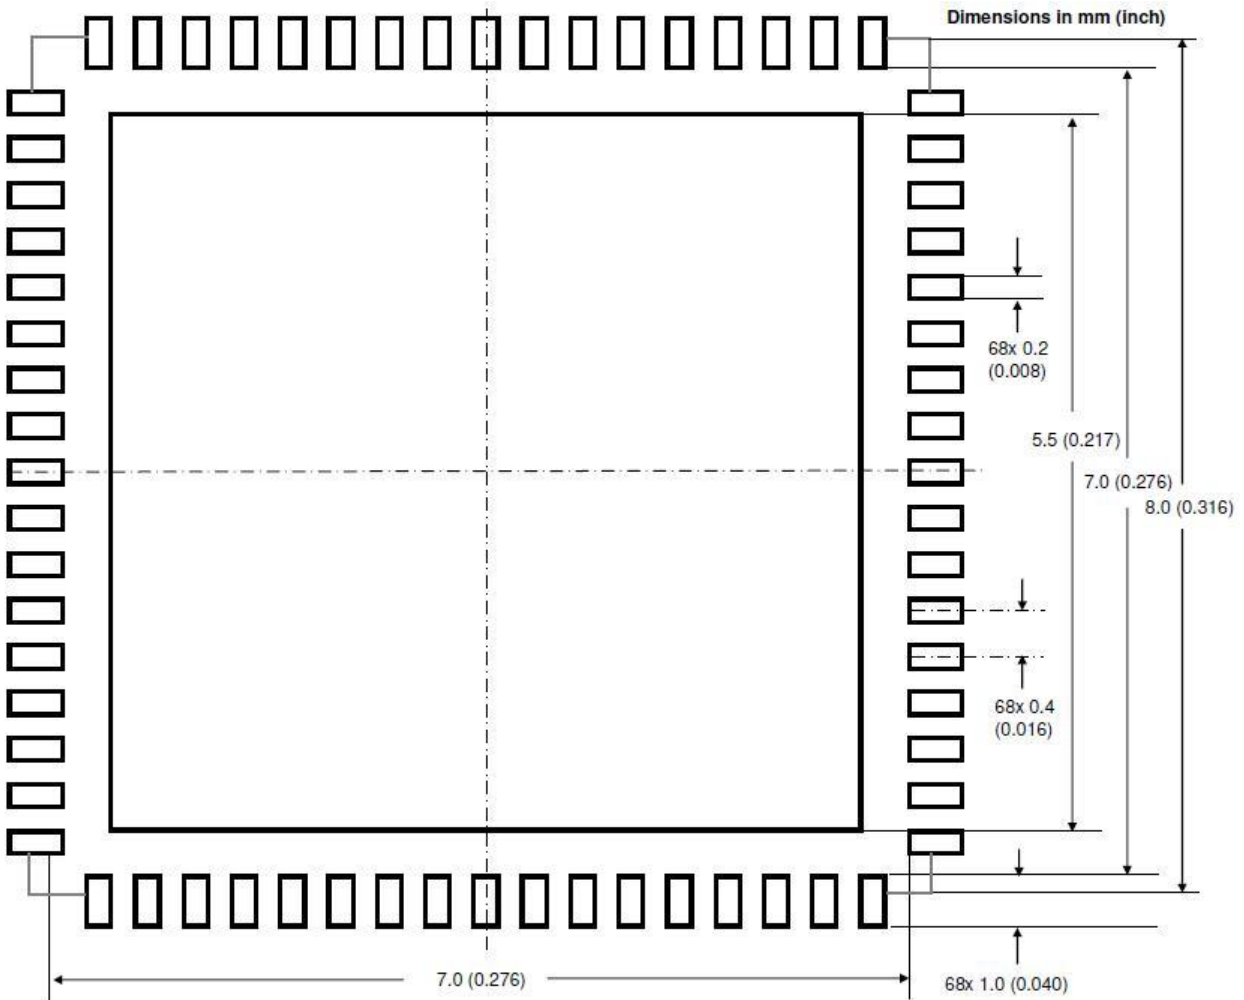 Dimensions in mm (inch)
68x 0.2
(0.008)
5.5 (0.217)
7.0 (0.276)
8.0 (0.316)
68x 0.4
(0.016)
7.0 (0.276)
68x 1.0 (0.040)